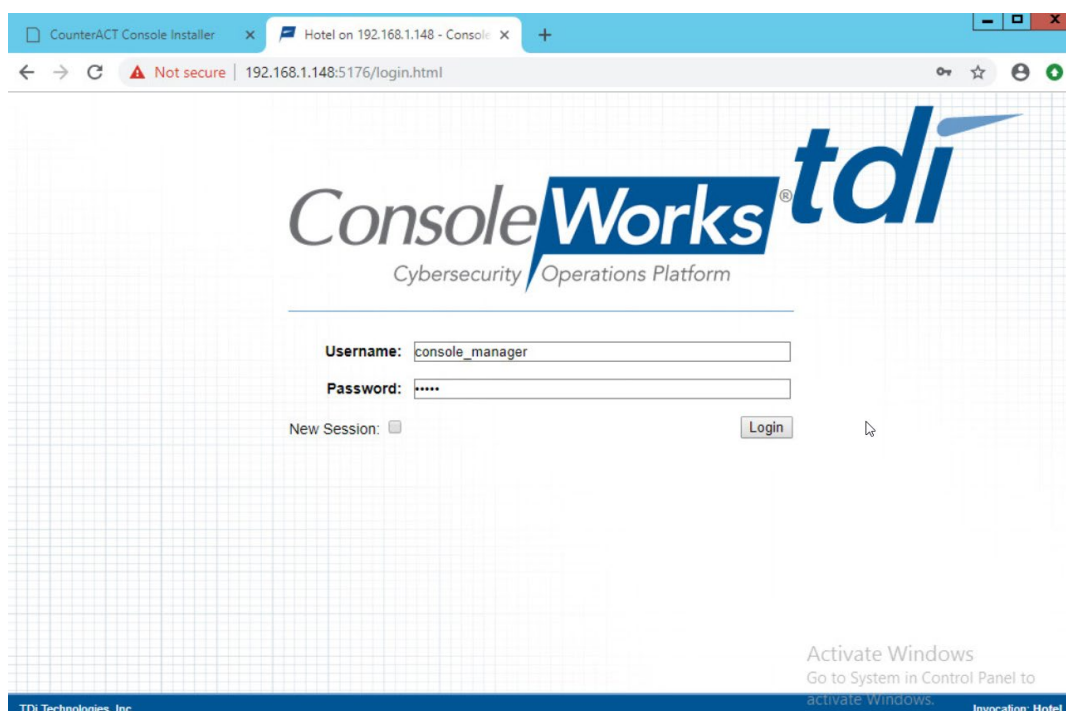 CounterACT Console Installer
Hotel on 192.168.1.148 - Console
Not secure | 192.168.1.148:5176/login.html
tdi
ConsoleWorks®
Cybersecurity Operations Platform
Username: console_manager
Password: •••••
New Session:
Login
Activate Windows
Go to System in Control Panel to
activate Windows.
TDi Technologies, Inc. Invocation: Hotel